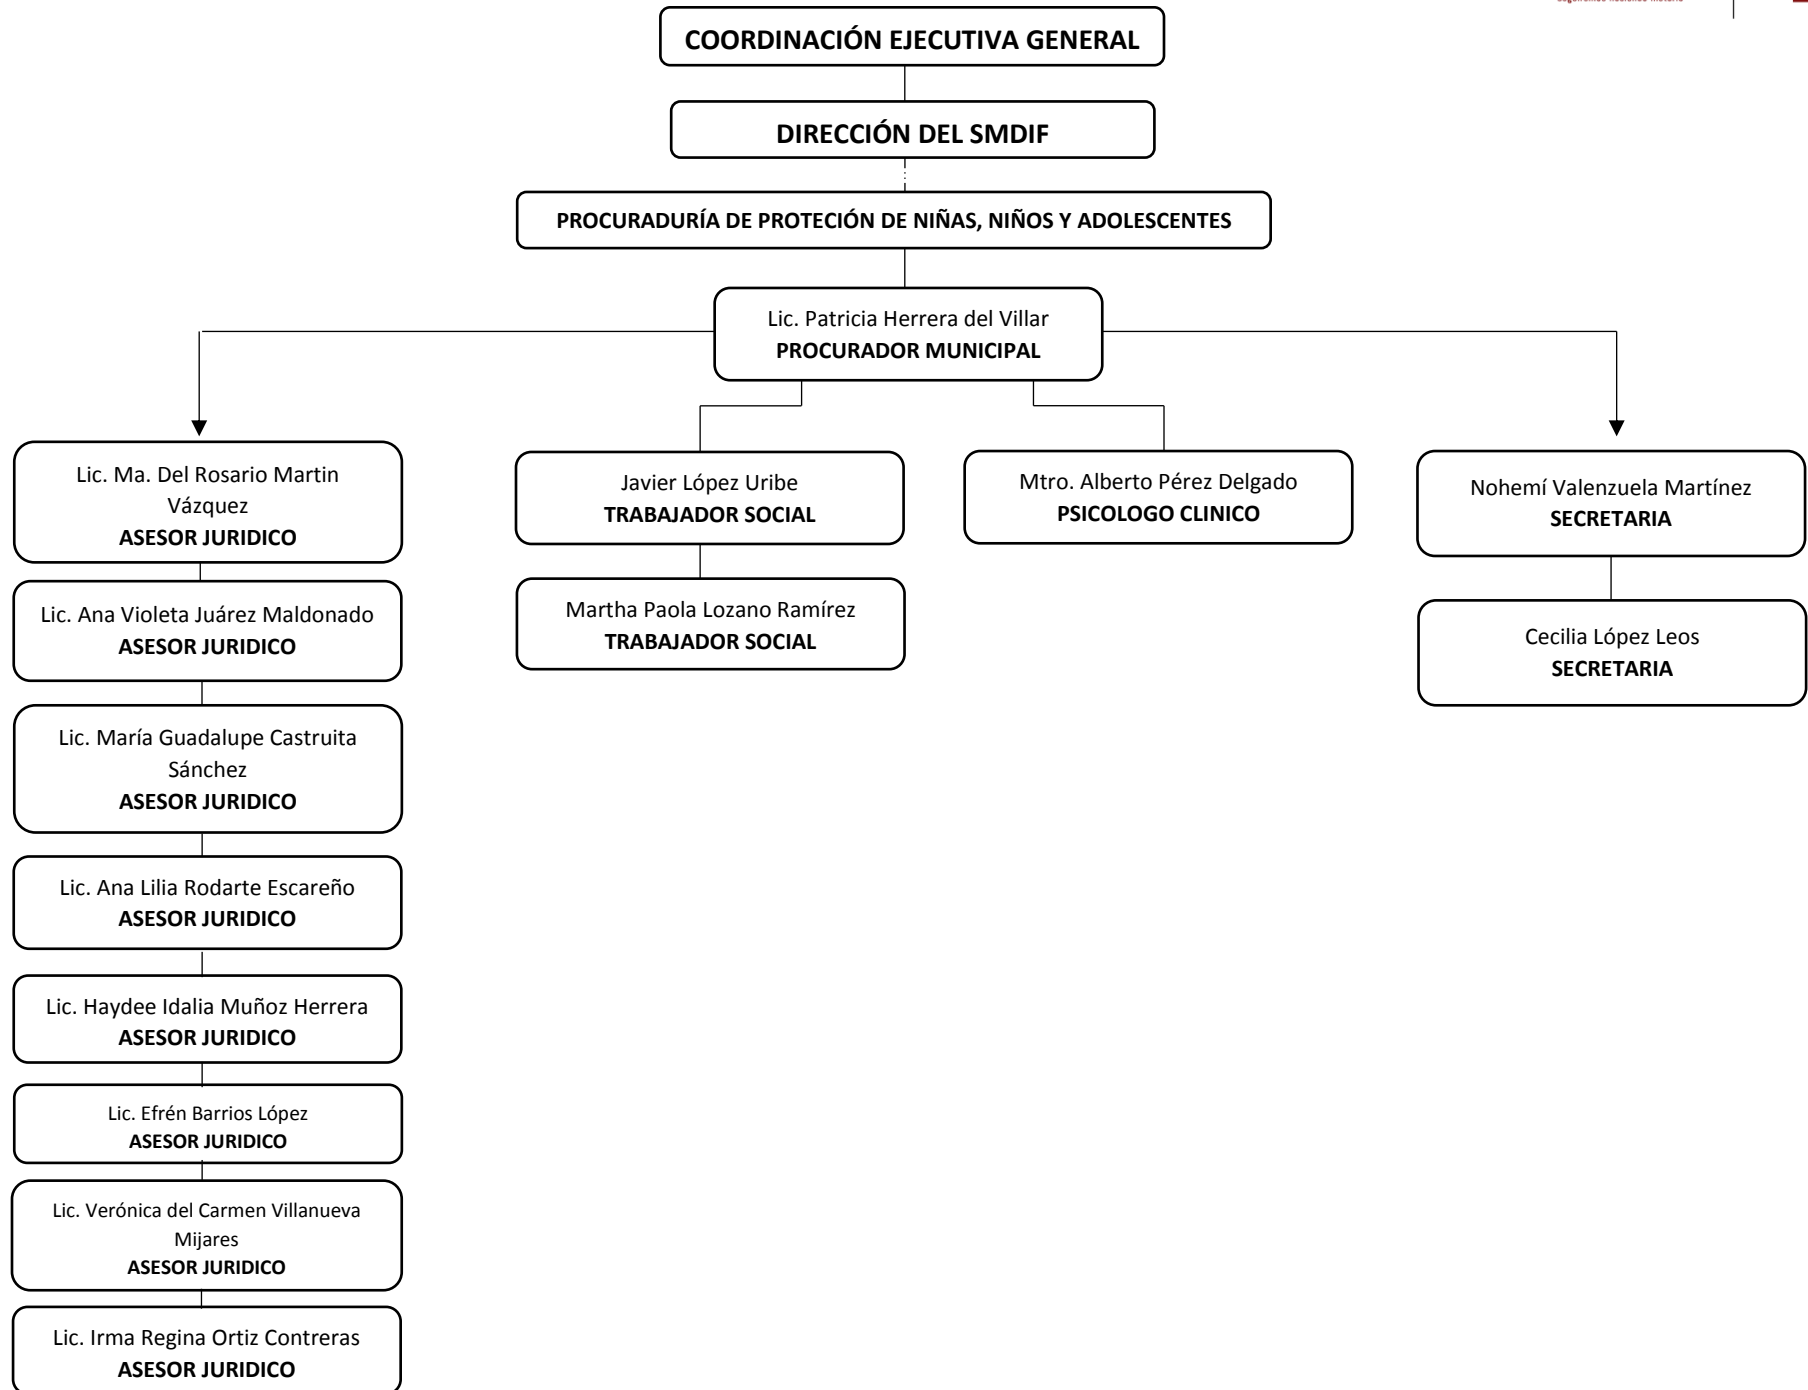 COORDINACIÓN EJECUTIVA GENERAL
DIRECCIÓN DEL SMDIF
PROCURADURÍA DE PROTECIÓN DE NIÑAS, NIÑOS Y ADOLESCENTES
Lic. Patricia Herrera del Villar
PROCURADOR MUNICIPAL
Lic. Ma. Del Rosario Martin
Vázquez
ASESOR JURIDICO
Lic. Ana Violeta Juárez Maldonado
ASESOR JURIDICO
Lic. María Guadalupe Castruita
Sánchez
ASESOR JURIDICO
Lic. Ana Lilia Rodarte Escareño
ASESOR JURIDICO
Lic. Haydee Idalia Muñoz Herrera
ASESOR JURIDICO
Lic. Efrén Barrios López
ASESOR JURIDICO
Lic. Verónica del Carmen Villanueva
Mijares
ASESOR JURIDICO
Lic. Irma Regina Ortiz Contreras
ASESOR JURIDICO
Javier López Uribe
TRABAJADOR SOCIAL
Martha Paola Lozano Ramírez
TRABAJADOR SOCIAL
Mtro. Alberto Pérez Delgado
PSICOLOGO CLINICO
Nohemí Valenzuela Martínez
SECRETARIA
Cecilia López Leos
SECRETARIA